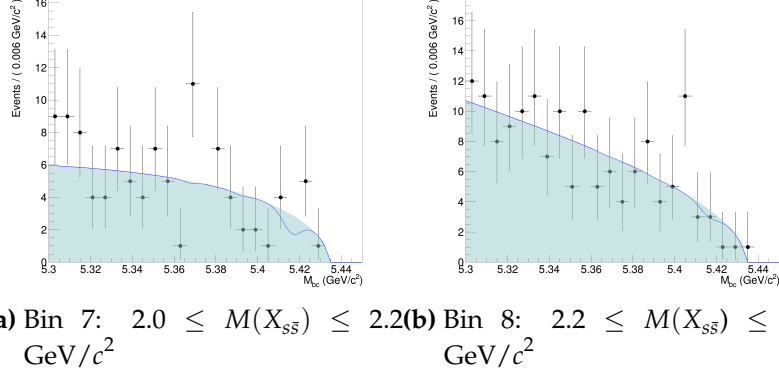 Events / ( 0.006 GeV/c² )
16
14
12
10
8
6
4
2
0
5.3 5.32 5.34 5.36 5.38 5.4 5.42 5.44
M_bc (GeV/c²)
Events / ( 0.006 GeV/c² )
16
14
12
10
8
6
4
2
0
5.3 5.32 5.34 5.36 5.38 5.4 5.42 5.44
M_bc (GeV/c²)
a) Bin 7: 2.0 ≤ M(X_ss̄) ≤ 2.2
GeV/c²
(b) Bin 8: 2.2 ≤ M(X_ss̄) ≤
GeV/c²